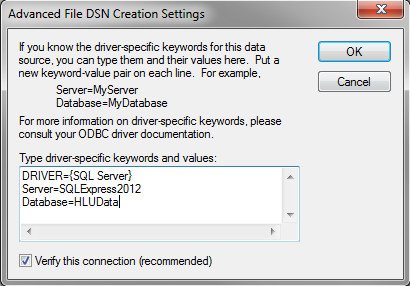 Advanced File DSN Creation Settings
If you know the driver-specific keywords for this data
source, you can type them and their values here. Put a
new keyword-value pair on each line. For example,
Server=MyServer
Database=MyDatabase
For more information on driver-specific keywords, please
consult your ODBC driver documentation.
Type driver-specific keywords and values:
DRIVER={SQL Server}
Server=SQLExpress2012
Database=HLUData
Verify this connection (recommended)
OK
Cancel